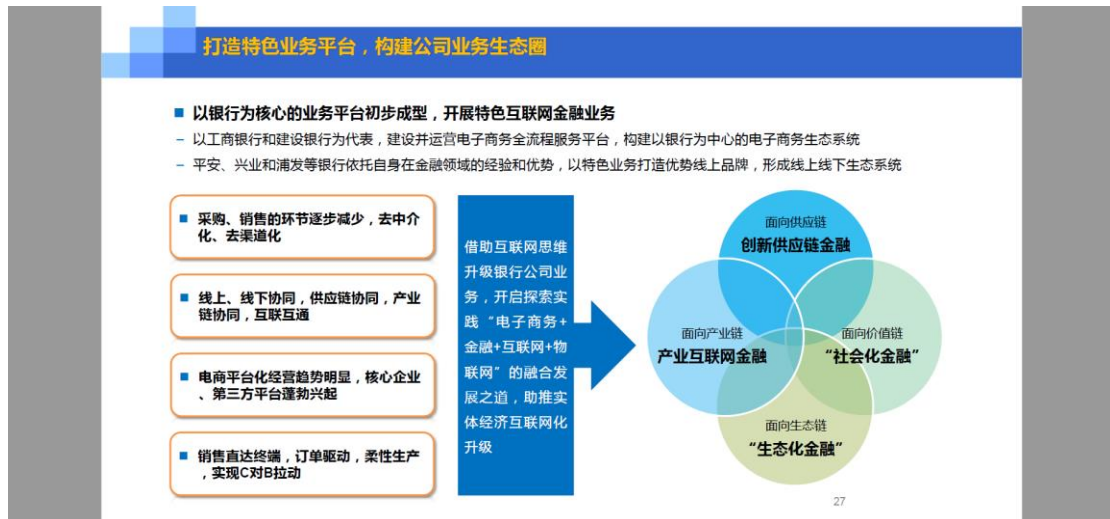 打造特色业务平台，构建公司业务生态圈
■ 以银行为核心的业务平台初步成型，开展特色互联网金融业务
– 以工商银行和建设银行为代表，建设并运营电子商务全流程服务平台，构建以银行为中心的电子商务生态系统
– 平安、兴业和浦发等银行依托自身在金融领域的经验和优势，以特色业务打造优势线上品牌，形成线上线下生态系统
■ 采购、销售的环节逐步减少，去中介
化、去渠道化
■ 线上、线下协同，供应链协同，产业
链协同，互联互通
■ 电商平台化经营趋势明显，核心企业
、第三方平台蓬勃兴起
■ 销售直达终端，订单驱动，柔性生产
，实现C对B拉动
借助互联网思维
升级银行公司业
务，开启探索实
践“电子商务+
金融+互联网+物
联网”的融合发
展之道，助推实
体经济互联网化
升级
面向供应链
创新供应链金融
面向产业链
产业互联网金融
面向价值链
“社会化金融”
面向生态链
“生态化金融”
27